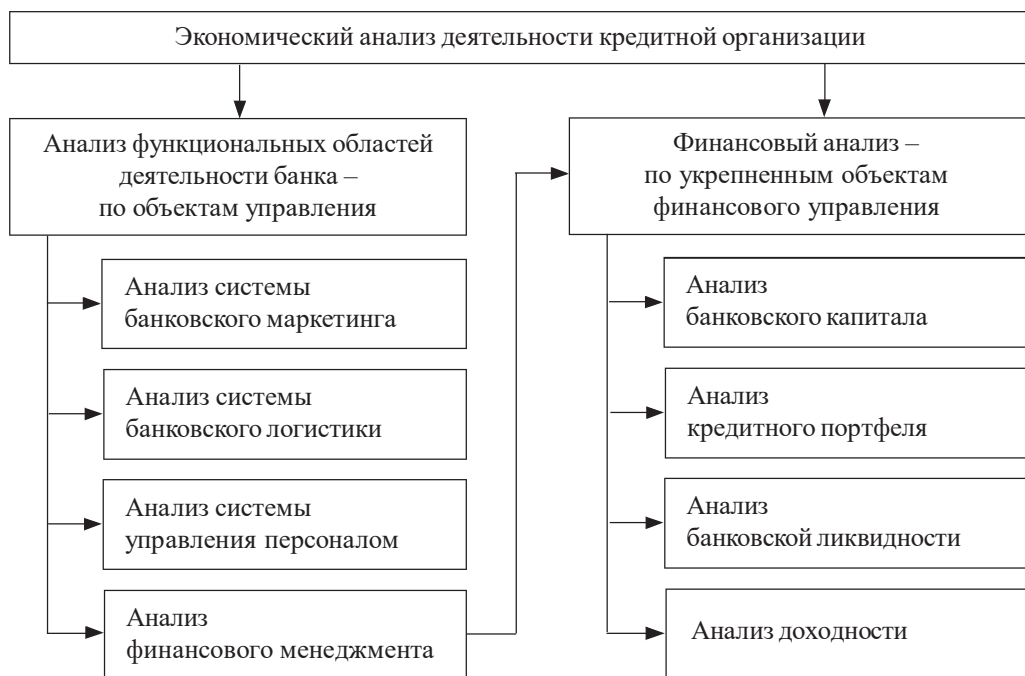 Экономический анализ деятельности кредитной организации
Анализ функциональных областей
деятельности банка –
по объектам управления
Анализ системы
банковского маркетинга
Анализ системы
банковского логистики
Анализ системы
управления персоналом
Анализ
финансового менеджмента
Финансовый анализ –
по укрепненным объектам
финансового управления
Анализ
банковского капитала
Анализ
кредитного портфеля
Анализ
банковской ликвидности
Анализ доходности